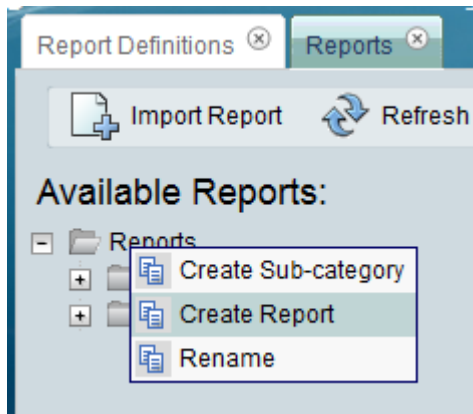 Report Definitions
Reports
Import Report
Refresh
Available Reports:
Reports
Create Sub-category
Create Report
Rename